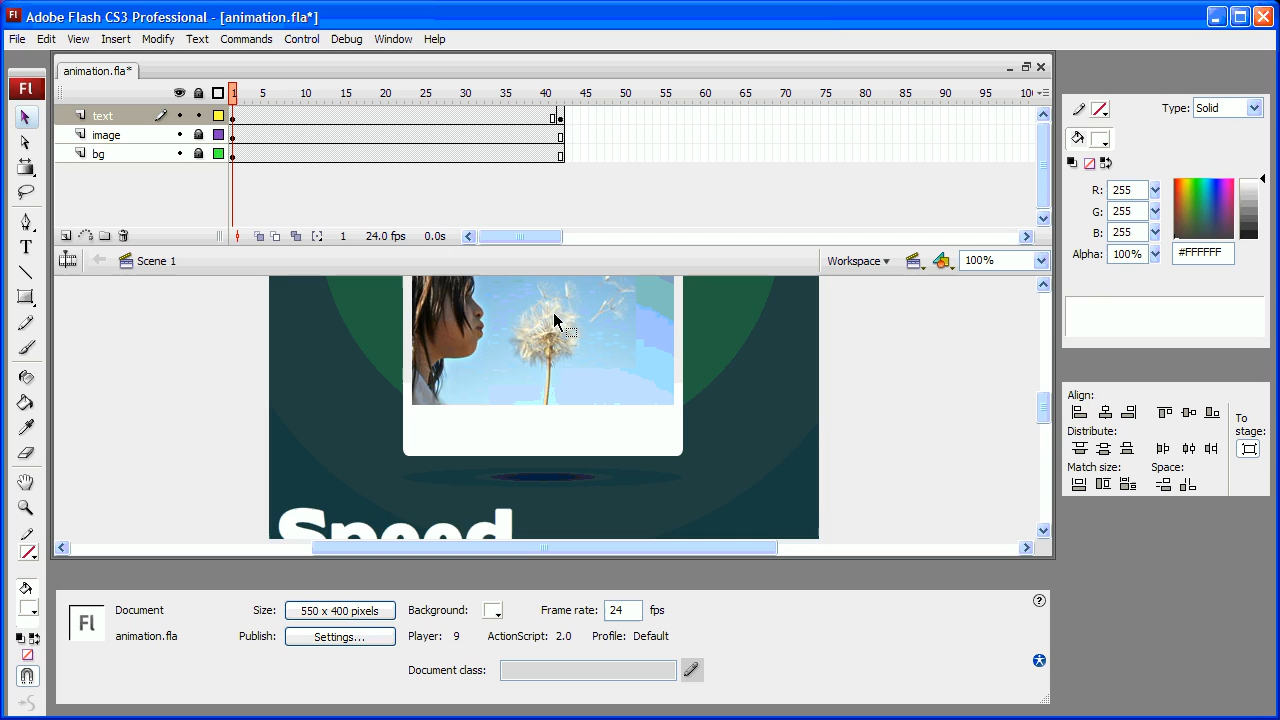 Adobe Flash CS3 Professional - [animation.fla*]
File Edit View Insert Modify Text Commands Control Debug Window Help
animation.fla*
1 5 10 15 20 25 30 35 40 45 50 55 60 65 70 75 80 85 90 95 100
text
image
bg
1 24.0 fps 0.0s
Scene 1 Workspace 100%
Speed
Fl
Type: Solid
R: 255
G: 255
B: 255
Alpha: 100% #FFFFFF
Align:
To stage:
Distribute:
Match size: Space:
Fl
Document Size: 550 x 400 pixels Background: Frame rate: 24 fps
animation.fla Publish: Settings... Player: 9 ActionScript: 2.0 Profile: Default
Document class: